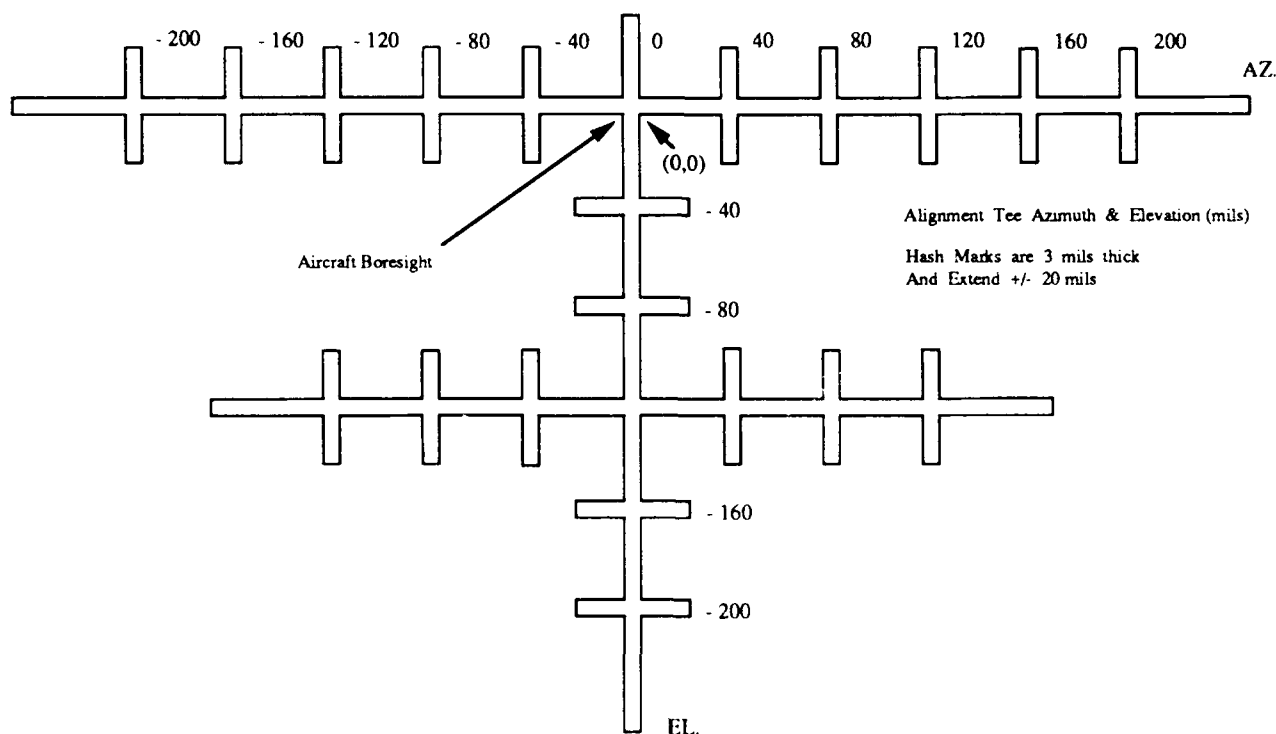 - 200 - 160 - 120 - 80 - 40 0 40 80 120 160 200
AZ.
(0,0)
- 40
Alignment Tee Azimuth & Elevation (mils)
Aircraft Boresight
Hash Marks are 3 mils thick
And Extend +/- 20 mils
- 80
- 160
- 200
EL.